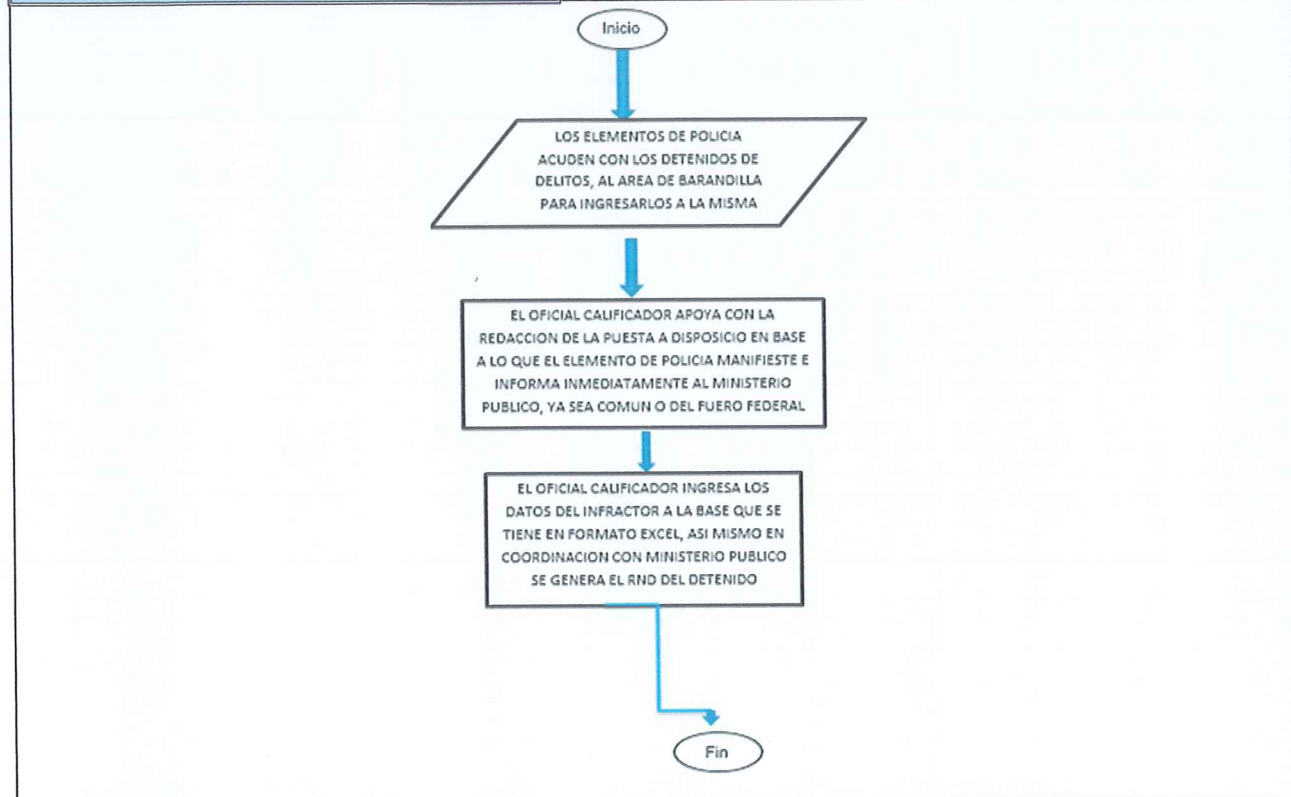 Inicio
LOS ELEMENTOS DE POLICIA
ACUDEN CON LOS DETENIDOS DE
DELITOS, AL AREA DE BARANDILLA
PARA INGRESARLOS A LA MISMA
EL OFICIAL CALIFICADOR APOYA CON LA
REDACCION DE LA PUESTA A DISPOSICIO EN BASE
A LO QUE EL ELEMENTO DE POLICIA MANIFIESTE E
INFORMA INMEDIATAMENTE AL MINISTERIO
PUBLICO, YA SEA COMUN O DEL FUERO FEDERAL
EL OFICIAL CALIFICADOR INGRESA LOS
DATOS DEL INFRACTOR A LA BASE QUE SE
TIENE EN FORMATO EXCEL, ASI MISMO EN
COORDINACION CON MINISTERIO PUBLICO
SE GENERA EL RND DEL DETENIDO
Fin